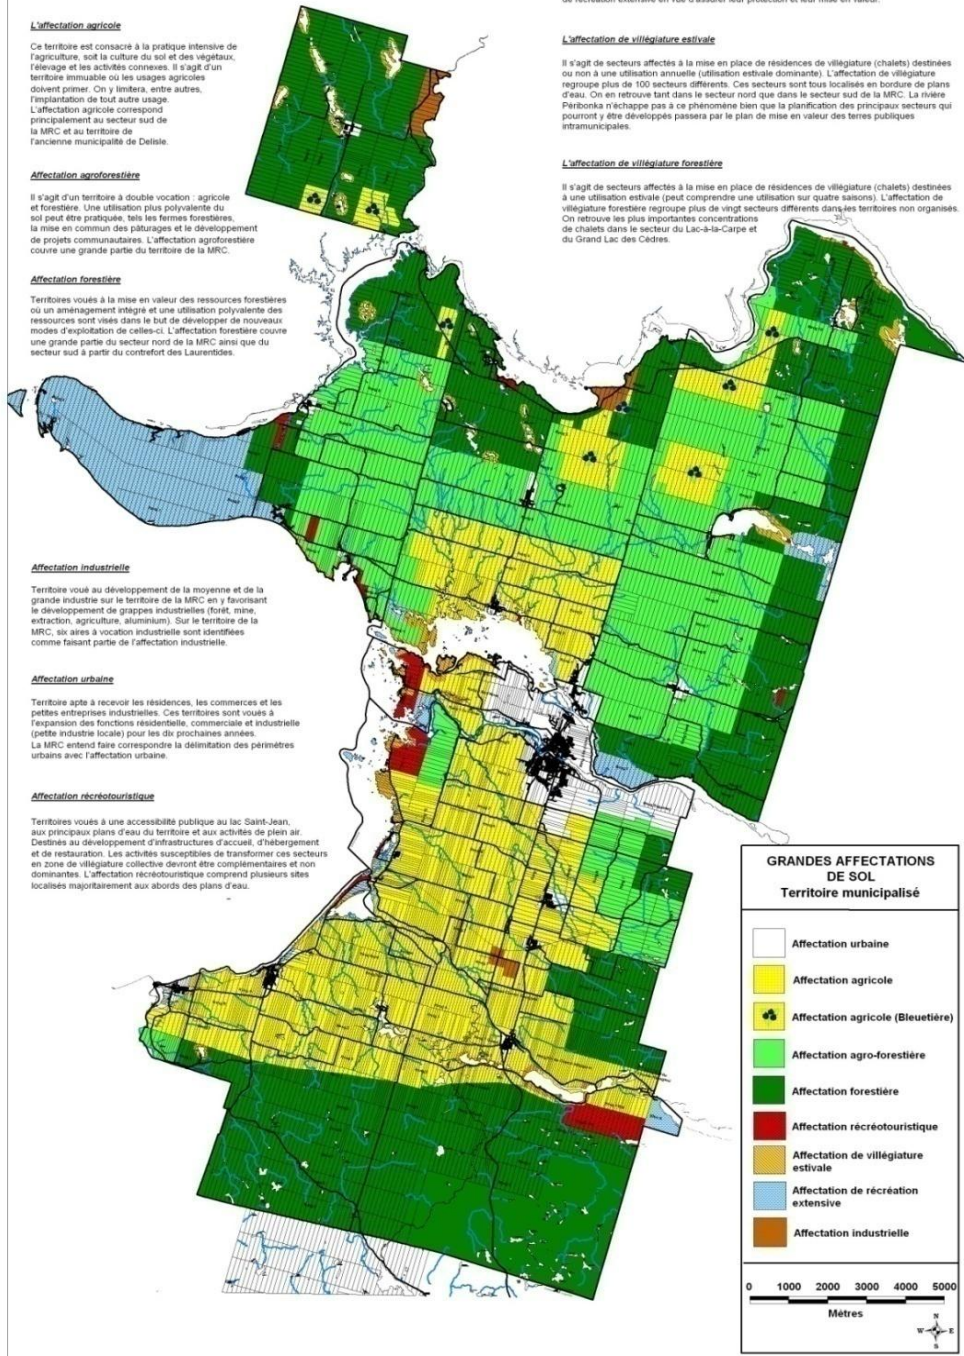 L'affectation agricole
Ce territoire est consacré à la pratique intensive de
l'agriculture, soit la culture du sol et des végétaux,
l'élevage et les activités connexes. Il s'agit d'un
territoire immuable où les usages agricoles
doivent primer. On y limitera, entre autres,
l'implantation de tout autre usage.
L'affectation agricole correspond
principalement au secteur sud de
la MRC et au territoire de
l'ancienne municipalité de Delisle.
Affectation agroforestière
Il s'agit d'un territoire à double vocation : agricole
et forestière. Une utilisation plus polyvalente du
sol peut être pratiquée, tels les fermes forestières,
la mise en commun des pâturages et le développement
de projets communautaires. L'affectation agroforestière
couvre une grande partie du territoire de la MRC.
Affectation forestière
Territoires voués à la mise en valeur des ressources forestières
où un aménagement intégré et une utilisation polyvalente des
ressources sont visés dans le but de développer de nouveaux
modes d'exploitation de celles-ci. L'affectation forestière couvre
une grande partie du secteur nord de la MRC ainsi que du
secteur sud à partir du contrefort des Laurentides.
Affectation industrielle
Territoire voué au développement de la moyenne et de la
grande industrie sur le territoire de la MRC en y favorisant
le développement de grappes industrielles (forêt, mine,
extraction, agriculture, aluminium). Sur le territoire de la
MRC, six aires à vocation industrielle sont identifiées
comme faisant partie de l'affectation industrielle.
Affectation urbaine
Territoire apte à recevoir les résidences, les commerces et les
petites entreprises industrielles. Ces territoires sont voués à
l'expansion des fonctions résidentielle, commerciale et industrielle
(petite industrie locale) pour les dix prochaines années.
La MRC entend faire correspondre la délimitation des périmètres
urbains avec l'affectation urbaine.
Affectation récréotouristique
Territoires voués à une accessibilité publique au lac Saint-Jean,
aux principaux plans d'eau du territoire et aux activités de plein air.
Destinés au développement d'infrastructures d'accueil, d'hébergement
et de restauration. Les activités susceptibles de transformer ces secteurs
en zone de villégiature collective devront être complémentaires et non
dominantes. L'affectation récréotouristique comprend plusieurs sites
localisés majoritairement aux abords des plans d'eau.
de récréation extensive en vue d'assurer leur protection et leur mise en valeur.
L'affectation de villégiature estivale
Il s'agit de secteurs affectés à la mise en place de résidences de villégiature (chalets) destinées
ou non à une utilisation annuelle (utilisation estivale dominante). L'affectation de villégiature
regroupe plus de 100 secteurs différents. Ces secteurs sont tous localisés en bordure de plans
d'eau. On en retrouve tant dans le secteur nord que dans le secteur sud de la MRC. La rivière
Péribonka n'échappe pas à ce phénomène bien que la planification des principaux secteurs qui
pourront y être développés passera par le plan de mise en valeur des terres publiques
intramunicipales.
L'affectation de villégiature forestière
Il s'agit de secteurs affectés à la mise en place de résidences de villégiature (chalets) destinées
à une utilisation estivale (peut comprendre une utilisation sur quatre saisons). L'affectation de
villégiature forestière regroupe plus de vingt secteurs différents dans les territoires non organisés.
On retrouve les plus importantes concentrations
de chalets dans le secteur du Lac-à-la-Carpe et
du Grand Lac des Cèdres.
GRANDES AFFECTATIONS
DE SOL
Territoire municipalisé
Affectation urbaine
Affectation agricole
Affectation agricole (Bleuetière)
Affectation agro-forestière
Affectation forestière
Affectation récréotouristique
Affectation de villégiature
estivale
Affectation de récréation
extensive
Affectation industrielle
0 1000 2000 3000 4000 5000
Mètres
N
W E
S